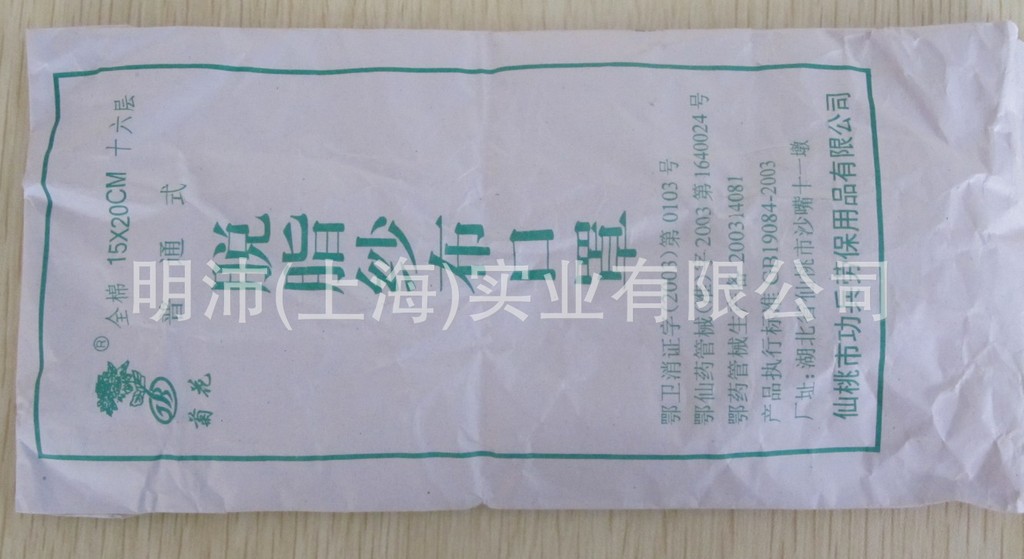 全棉 15X20CM 十六层
普通式
®
菊花
脱脂纱布口罩
鄂卫消证字(2003)第0103号
鄂仙药管械 2003第1640024号
鄂药管械生 200314081
产品执行标准GB19084-2003
厂址:湖北省仙桃市沙嘴十一墩
仙桃市功兵劳保用品有限公司
明沛(上海)实业有限公司